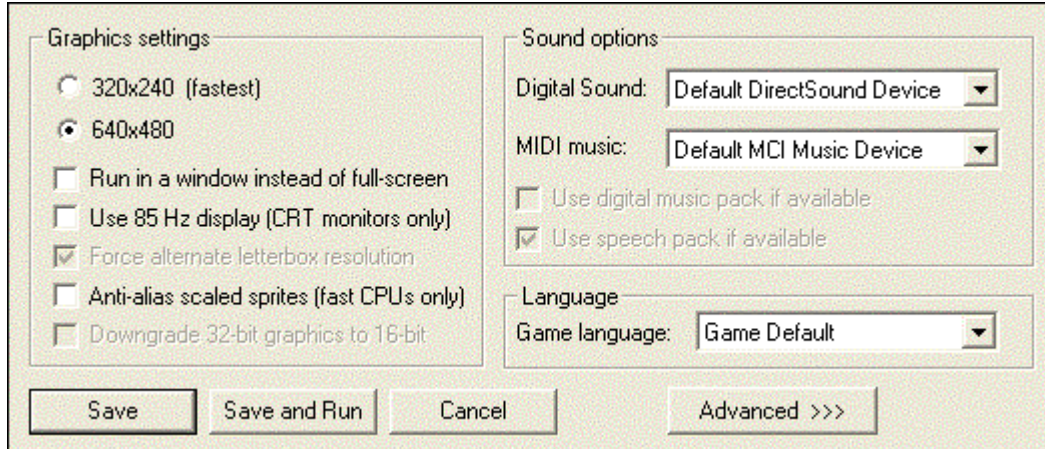 Graphics settings
320x240 (fastest)
640x480
Run in a window instead of full-screen
Use 85 Hz display (CRT monitors only)
Force alternate letterbox resolution
Anti-alias scaled sprites (fast CPUs only)
Downgrade 32-bit graphics to 16-bit
Sound options
Digital Sound: Default DirectSound Device
MIDI music: Default MCI Music Device
Use digital music pack if available
Use speech pack if available
Language
Game language: Game Default
Save Save and Run Cancel Advanced >>>